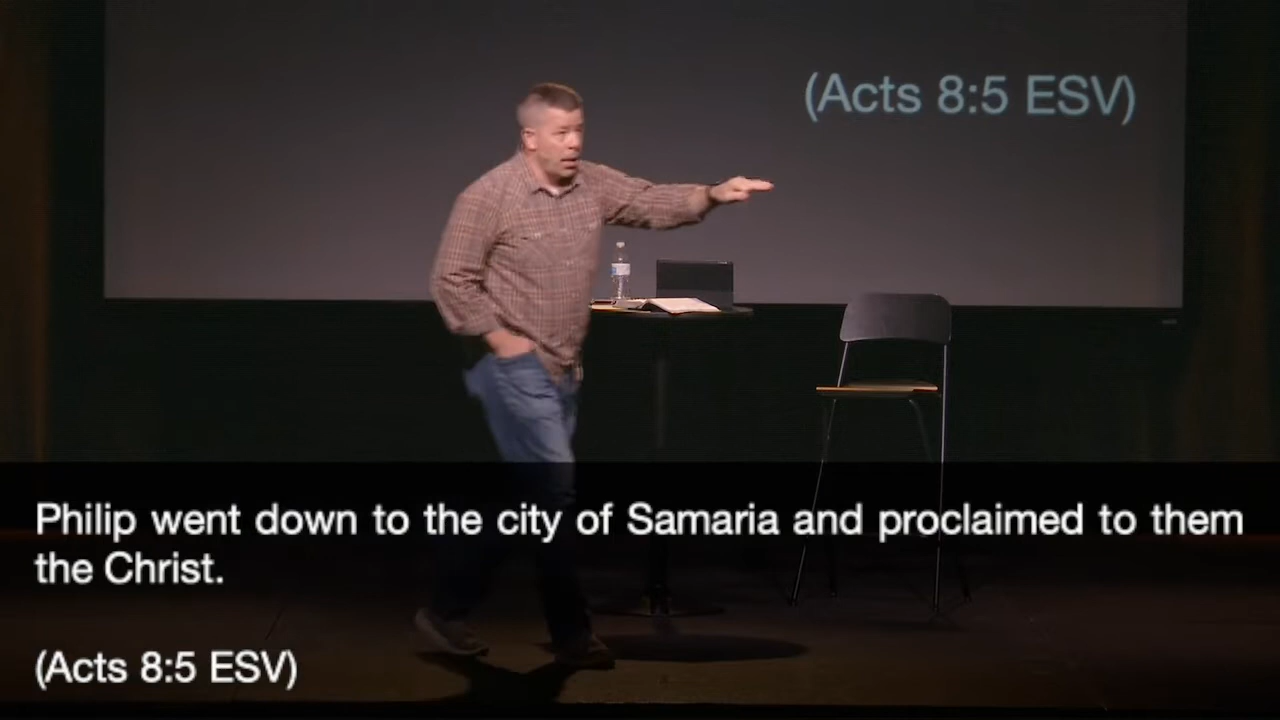 (Acts 8:5 ESV)
Philip went down to the city of Samaria and proclaimed to them
the Christ.
(Acts 8:5 ESV)